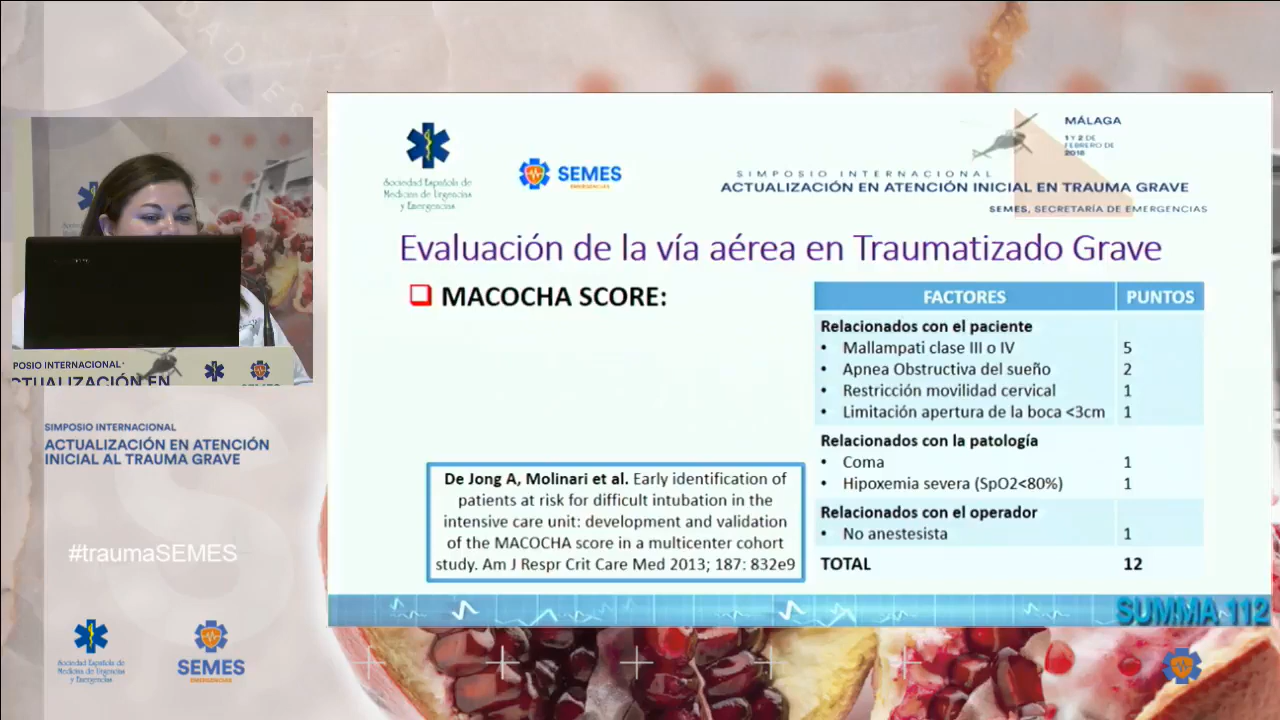 Sociedad Española de
Medicina de Urgencias
y Emergencias
SEMES
EMERGENCIAS
MÁLAGA
1 Y 2 DE
FEBRERO DE
2018
SIMPOSIO INTERNACIONAL
ACTUALIZACIÓN EN ATENCIÓN INICIAL EN TRAUMA GRAVE
SEMES, SECRETARÍA DE EMERGENCIAS
Evaluación de la vía aérea en Traumatizado Grave
MACOCHA SCORE:
FACTORES PUNTOS
Relacionados con el paciente
• Mallampati clase III o IV 5
• Apnea Obstructiva del sueño 2
• Restricción movilidad cervical 1
• Limitación apertura de la boca <3cm 1
Relacionados con la patología
• Coma 1
• Hipoxemia severa (SpO2<80%) 1
Relacionados con el operador
• No anestesista 1
TOTAL 12
De Jong A, Molinari et al. Early identification of
patients at risk for difficult intubation in the
intensive care unit: development and validation
of the MACOCHA score in a multicenter cohort
study. Am J Respr Crit Care Med 2013; 187: 832e9
SUMMA 112
POSIO INTERNACIONAL
CTUALIZACIÓN EN
SIMPOSIO INTERNACIONAL
ACTUALIZACIÓN EN ATENCIÓN
INICIAL AL TRAUMA GRAVE
#traumaSEMES
Sociedad Española de
Medicina de Urgencias
y Emergencias
SEMES
EMERGENCIAS